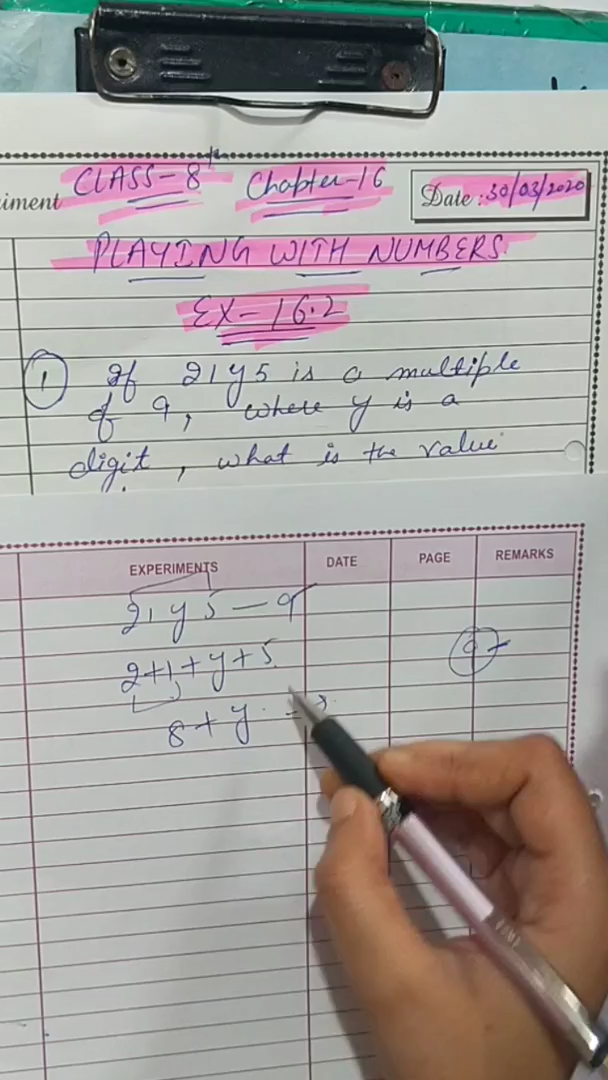 iment CLASS-8th Chapter-16 Date : 30/03/2020
PLAYING WITH NUMBERS
EX-16.2
① If 21y5 is a multiple
of 9, where y is a
digit, what is the value
EXPERIMENTS DATE PAGE REMARKS
21y5 - 9
2+1+y+5 9
8+y =